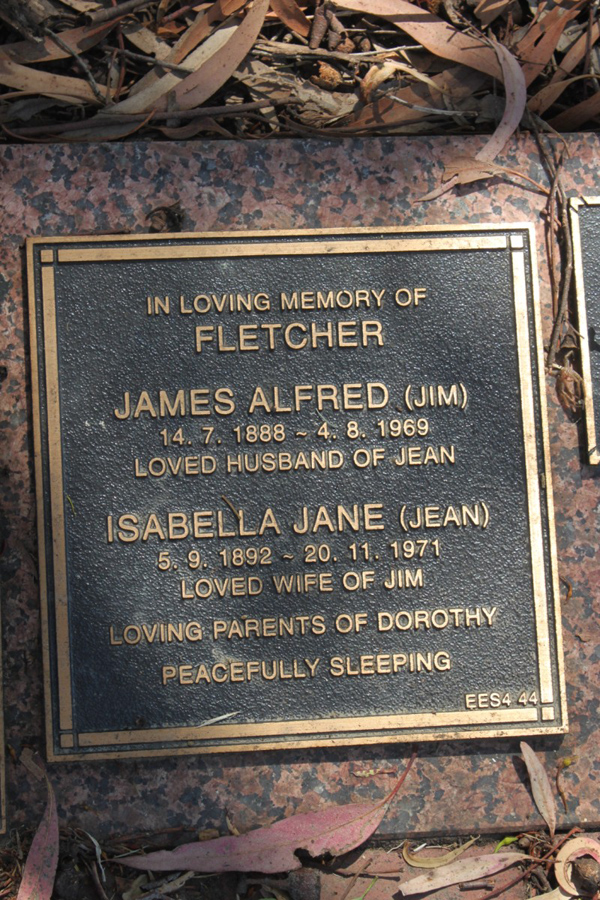 IN LOVING MEMORY OF
FLETCHER
JAMES ALFRED (JIM)
14. 7. 1888 ~ 4. 8. 1969
LOVED HUSBAND OF JEAN
ISABELLA JANE (JEAN)
5. 9. 1892 ~ 20. 11. 1971
LOVED WIFE OF JIM
LOVING PARENTS OF DOROTHY
PEACEFULLY SLEEPING
EES4 44